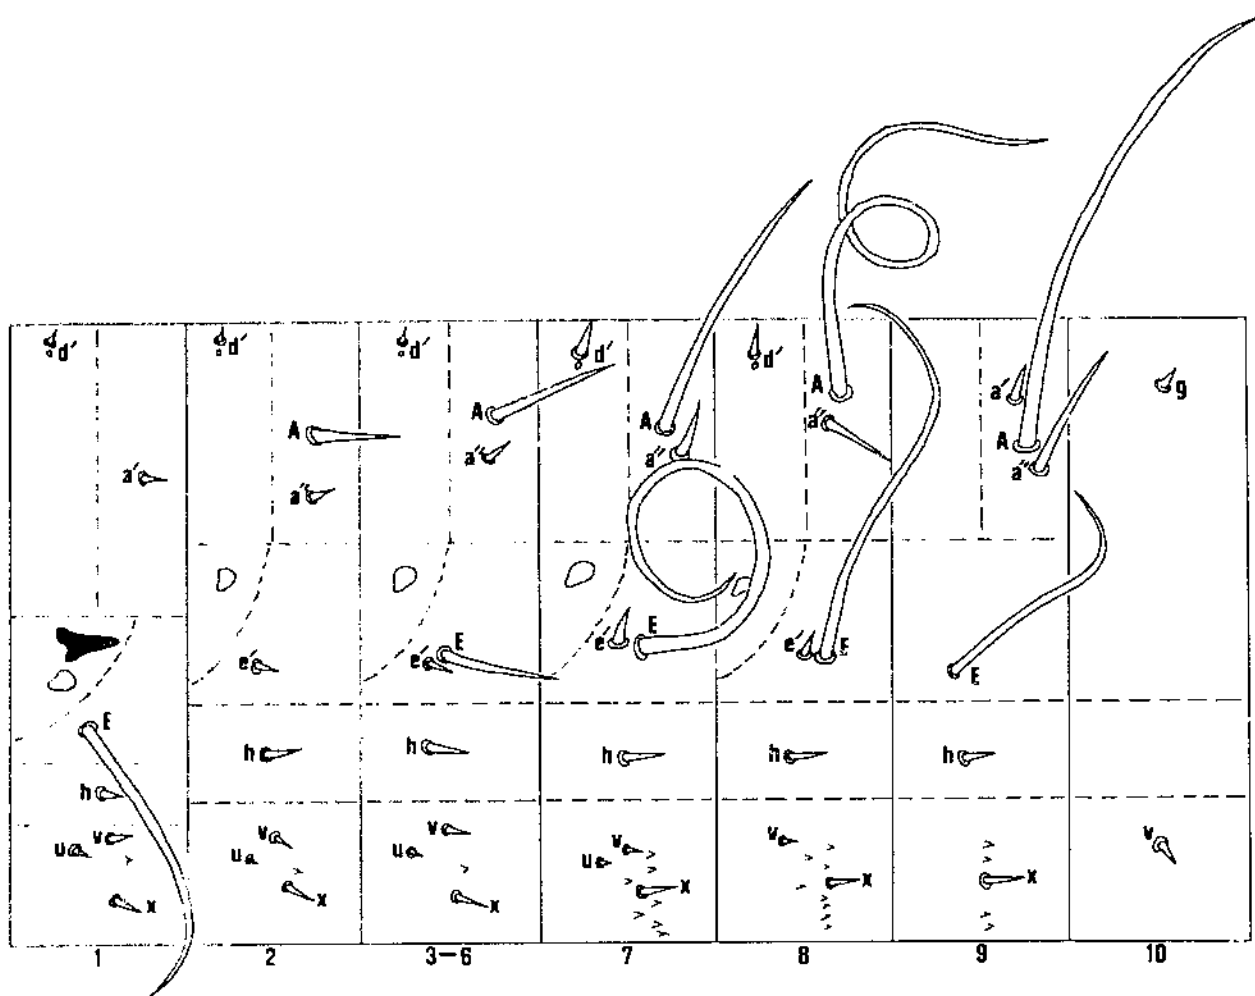 d′ d′ d′ d′ d′
a′ g
A A A A A
a′ a″ a″ a″ a″ a″
e′ e′ e′ e′
E E E E E
h h h h h h
v v v v v v
u u u u
x x x x x x
1 2 3–6 7 8 9 10